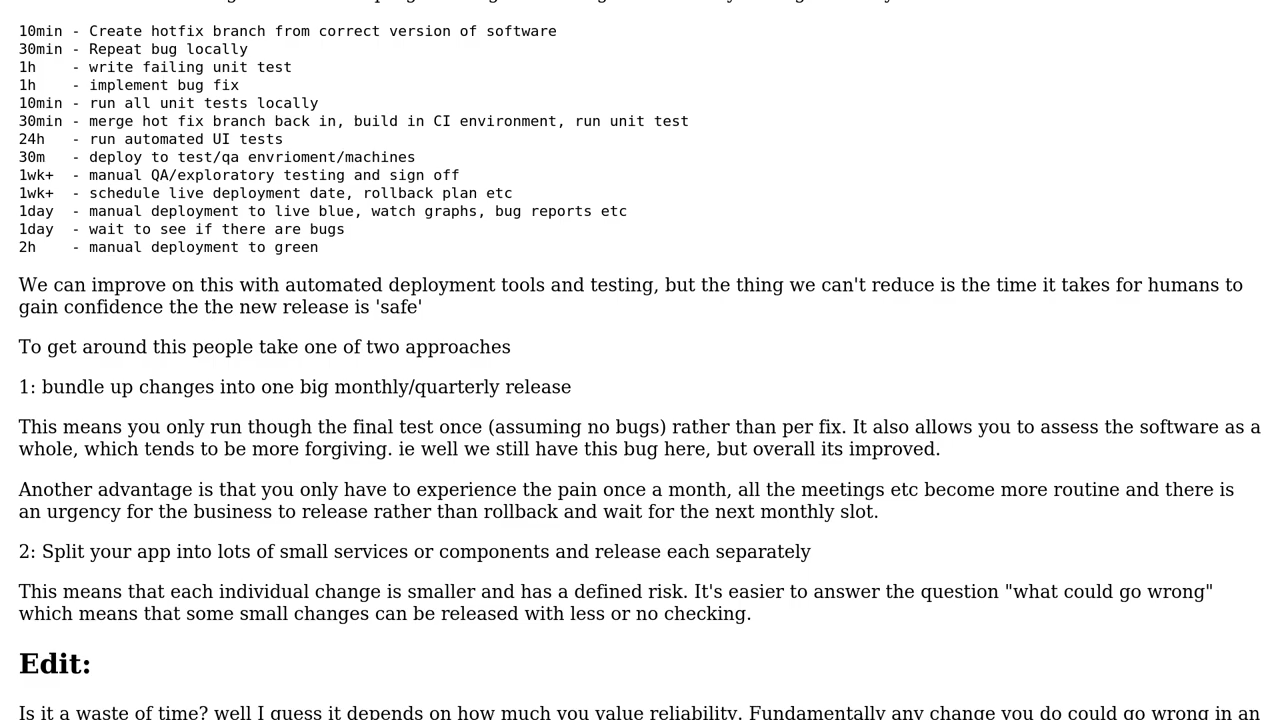 10min - Create hotfix branch from correct version of software
30min - Repeat bug locally
1h    - write failing unit test
1h    - implement bug fix
10min - run all unit tests locally
30min - merge hot fix branch back in, build in CI environment, run unit test
24h   - run automated UI tests
30m   - deploy to test/qa envrioment/machines
1wk+  - manual QA/exploratory testing and sign off
1wk+  - schedule live deployment date, rollback plan etc
1day  - manual deployment to live blue, watch graphs, bug reports etc
1day  - wait to see if there are bugs
2h    - manual deployment to green
We can improve on this with automated deployment tools and testing, but the thing we can't reduce is the time it takes for humans to
gain confidence the the new release is 'safe'
To get around this people take one of two approaches
1: bundle up changes into one big monthly/quarterly release
This means you only run though the final test once (assuming no bugs) rather than per fix. It also allows you to assess the software as a
whole, which tends to be more forgiving. ie well we still have this bug here, but overall its improved.
Another advantage is that you only have to experience the pain once a month, all the meetings etc become more routine and there is
an urgency for the business to release rather than rollback and wait for the next monthly slot.
2: Split your app into lots of small services or components and release each separately
This means that each individual change is smaller and has a defined risk. It's easier to answer the question "what could go wrong"
which means that some small changes can be released with less or no checking.
Edit:
Is it a waste of time? well I guess it depends on how much you value reliability. Fundamentally any change you do could go wrong in an